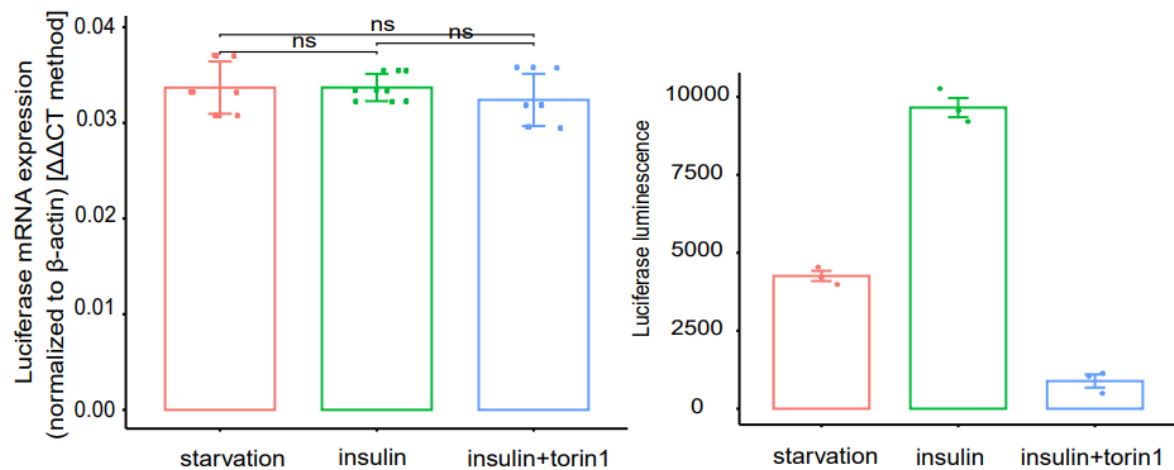 Luciferase mRNA expression
(normalized to β-actin) [ΔΔCT method]
0.04
0.03
0.02
0.01
0.00
ns
ns
ns
starvation
insulin
insulin+torin1
Luciferase luminescence
10000
7500
5000
2500
0
starvation
insulin
insulin+torin1